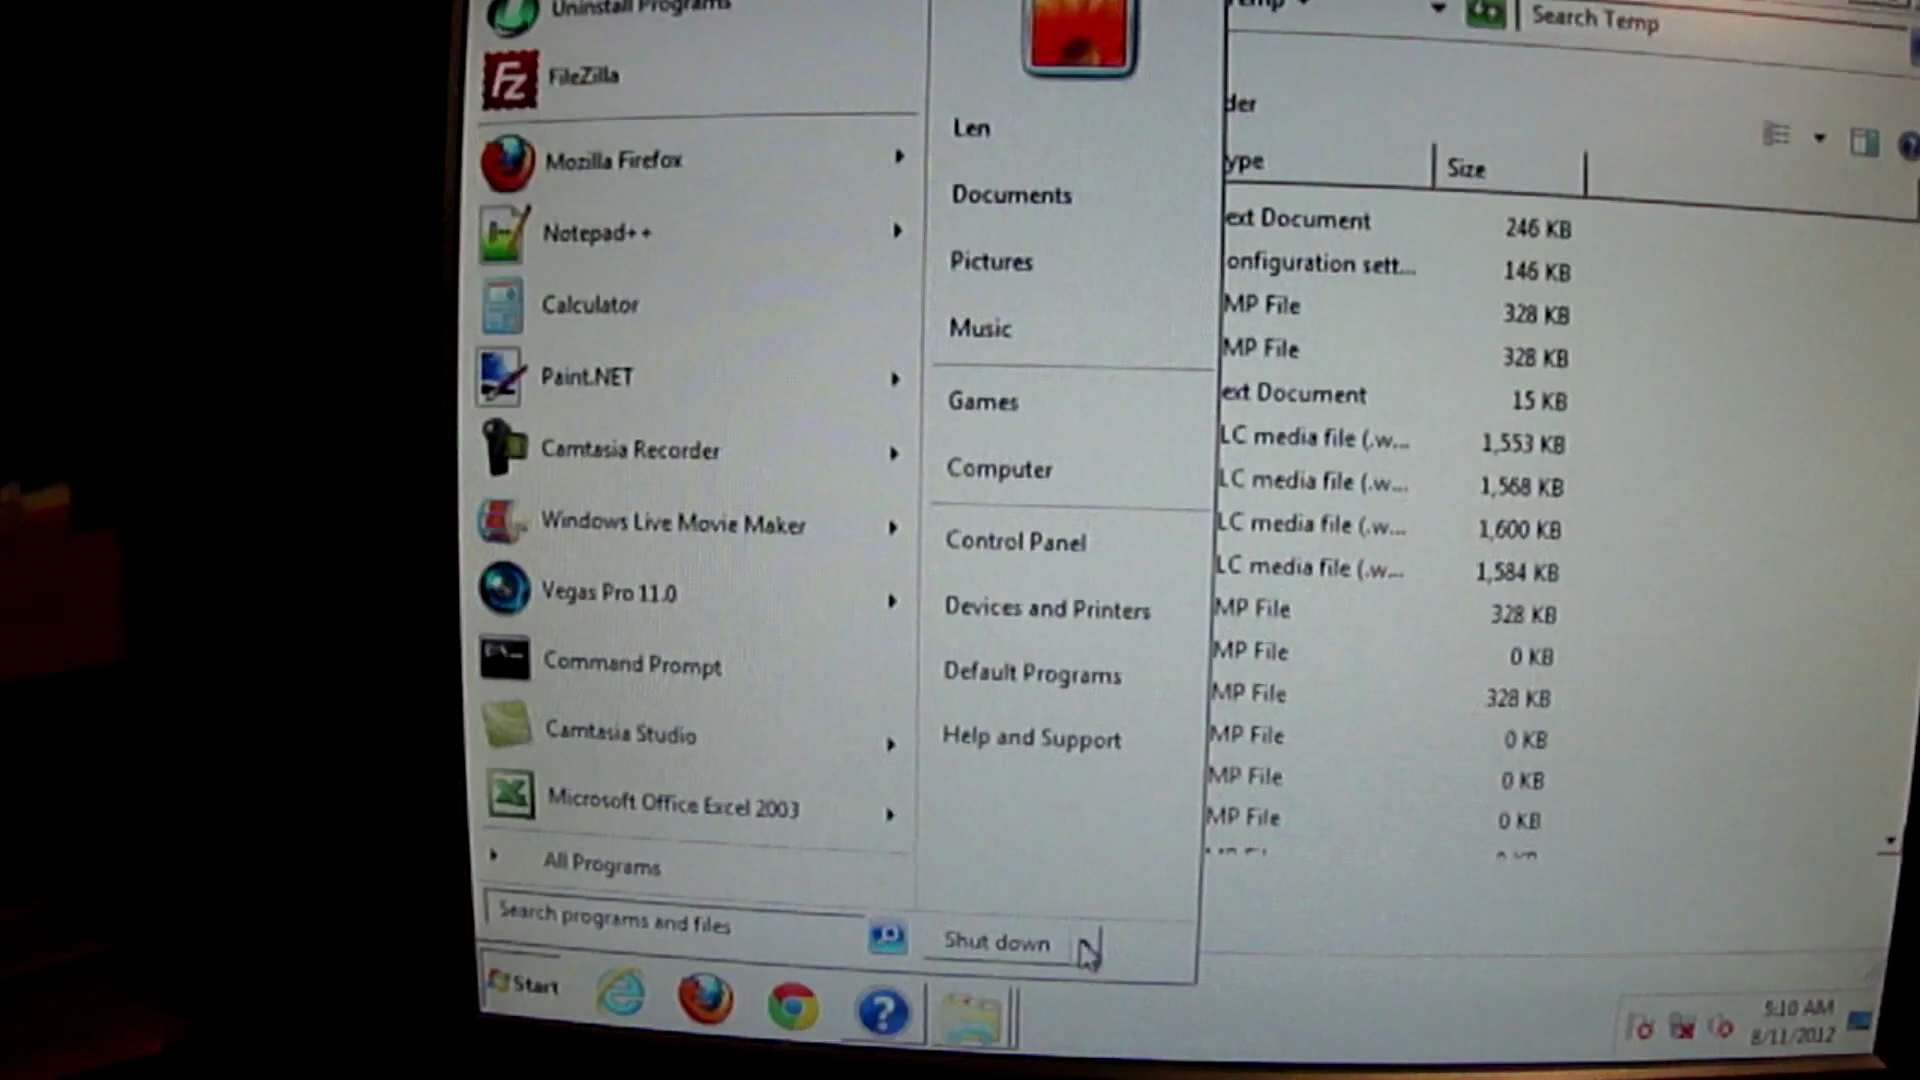 Uninstall Programs
FileZilla
Mozilla Firefox
Notepad++
Calculator
Paint.NET
Camtasia Recorder
Windows Live Movie Maker
Vegas Pro 11.0
Command Prompt
Camtasia Studio
Microsoft Office Excel 2003
All Programs
Search programs and files
Len
Documents
Pictures
Music
Games
Computer
Control Panel
Devices and Printers
Default Programs
Help and Support
Shut down
Search Temp
der
ype Size
ext Document 246 KB
onfiguration sett... 146 KB
MP File 328 KB
MP File 328 KB
ext Document 15 KB
LC media file (.w... 1,553 KB
LC media file (.w... 1,568 KB
LC media file (.w... 1,600 KB
LC media file (.w... 1,584 KB
MP File 328 KB
MP File 0 KB
MP File 328 KB
MP File 0 KB
MP File 0 KB
MP File 0 KB
Start
5:10 AM
8/11/2012